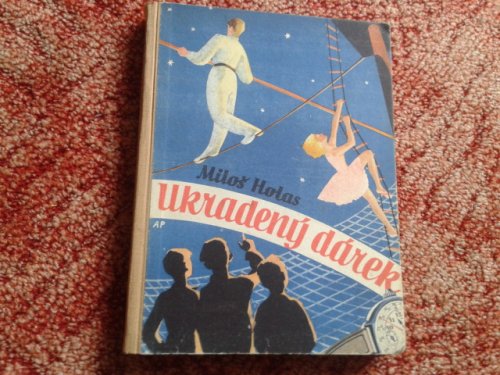 Miloš Holas
Ukradený dárek
AP